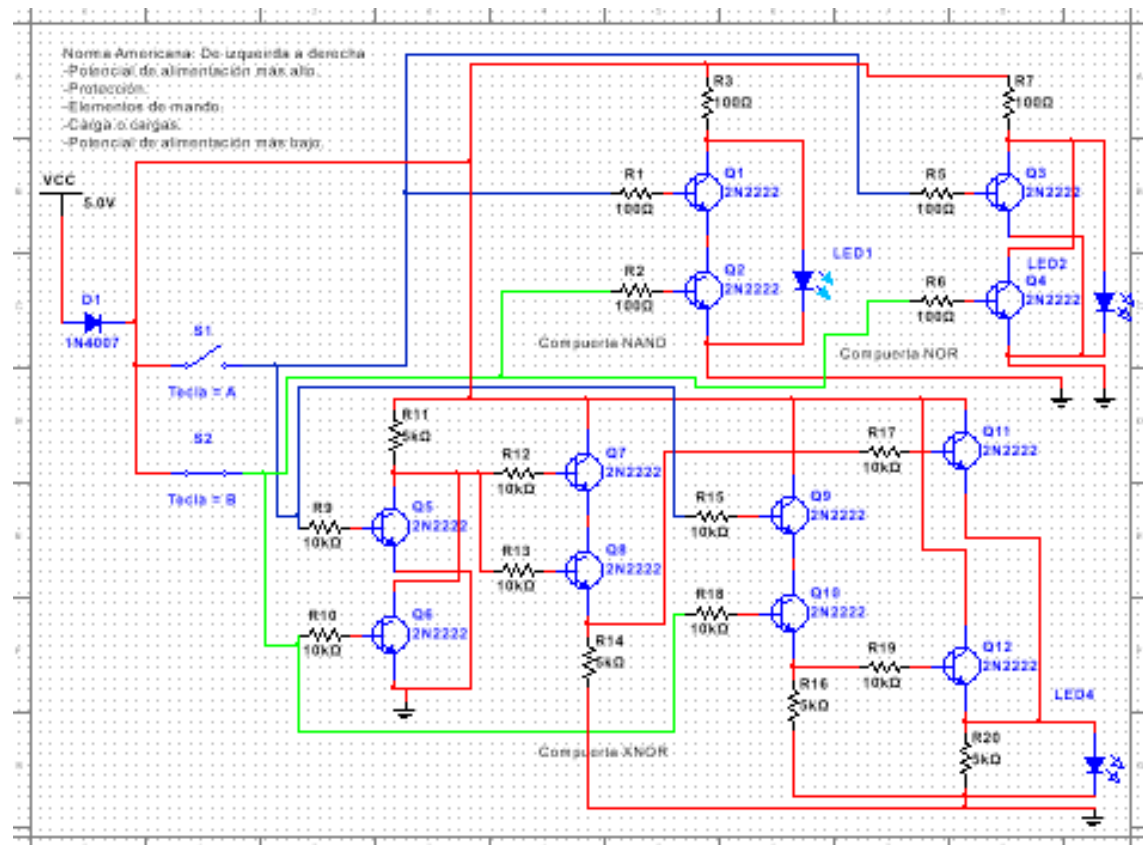 Norma Americana: De izquierda a derecha
-Potencial de alimentación más alto.
-Protección.
-Elementos de mando.
-Carga o cargas.
-Potencial de alimentación más bajo.
VCC
5.0V
D1
1N4007
S1
Tecla = A
S2
Tecla = B
R3
100Ω
R1
100Ω
Q1
2N2222
R2
100Ω
Q2
2N2222
LED1
Compuerta NAND
R7
100Ω
R5
100Ω
Q3
2N2222
LED2
R6
100Ω
Q4
2N2222
Compuerta NOR
R11
5kΩ
R9
10kΩ
Q5
2N2222
R10
10kΩ
Q6
2N2222
R12
10kΩ
Q7
2N2222
R13
10kΩ
Q8
2N2222
R14
5kΩ
R15
10kΩ
Q9
2N2222
R18
10kΩ
Q10
2N2222
R16
5kΩ
R17
10kΩ
Q11
2N2222
R19
10kΩ
Q12
2N2222
R20
5kΩ
LED4
Compuerta XNOR